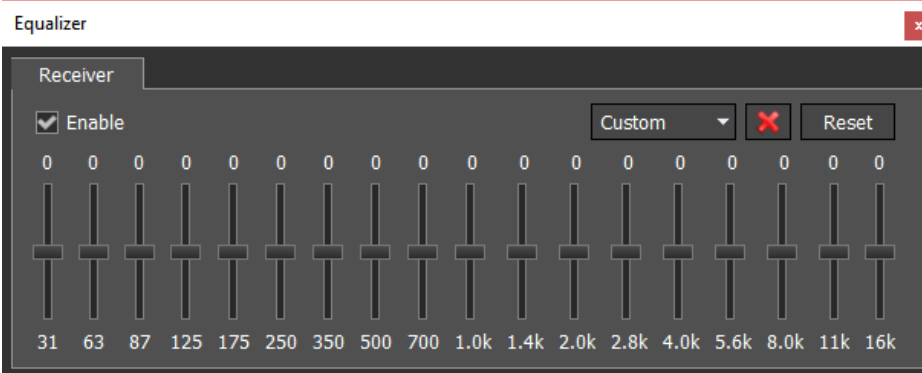 Equalizer
x
Receiver
Enable Custom Reset
0 0 0 0 0 0 0 0 0 0 0 0 0 0 0 0 0 0
31 63 87 125 175 250 350 500 700 1.0k 1.4k 2.0k 2.8k 4.0k 5.6k 8.0k 11k 16k